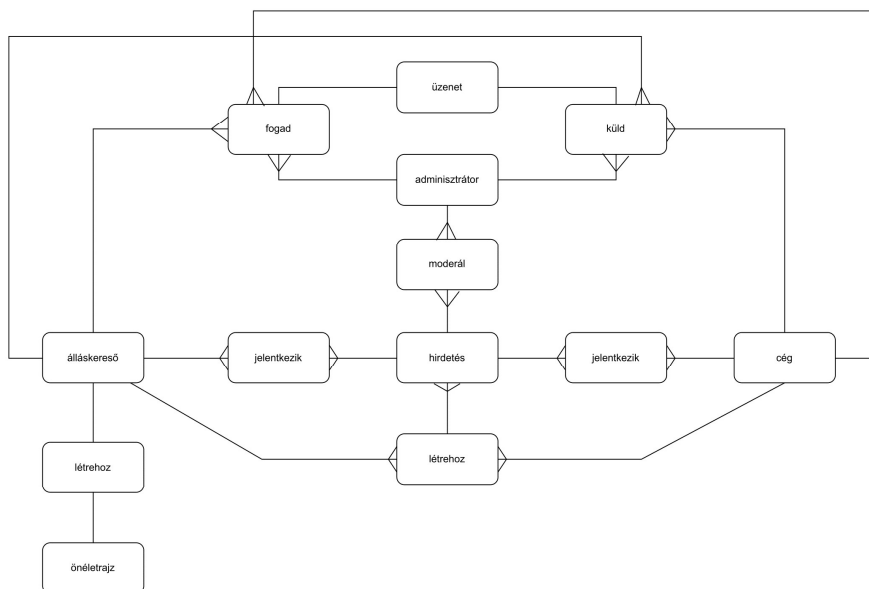 üzenet
fogad
küld
adminisztrátor
moderál
álláskereső
jelentkezik
hirdetés
jelentkezik
cég
létrehoz
létrehoz
önéletrajz